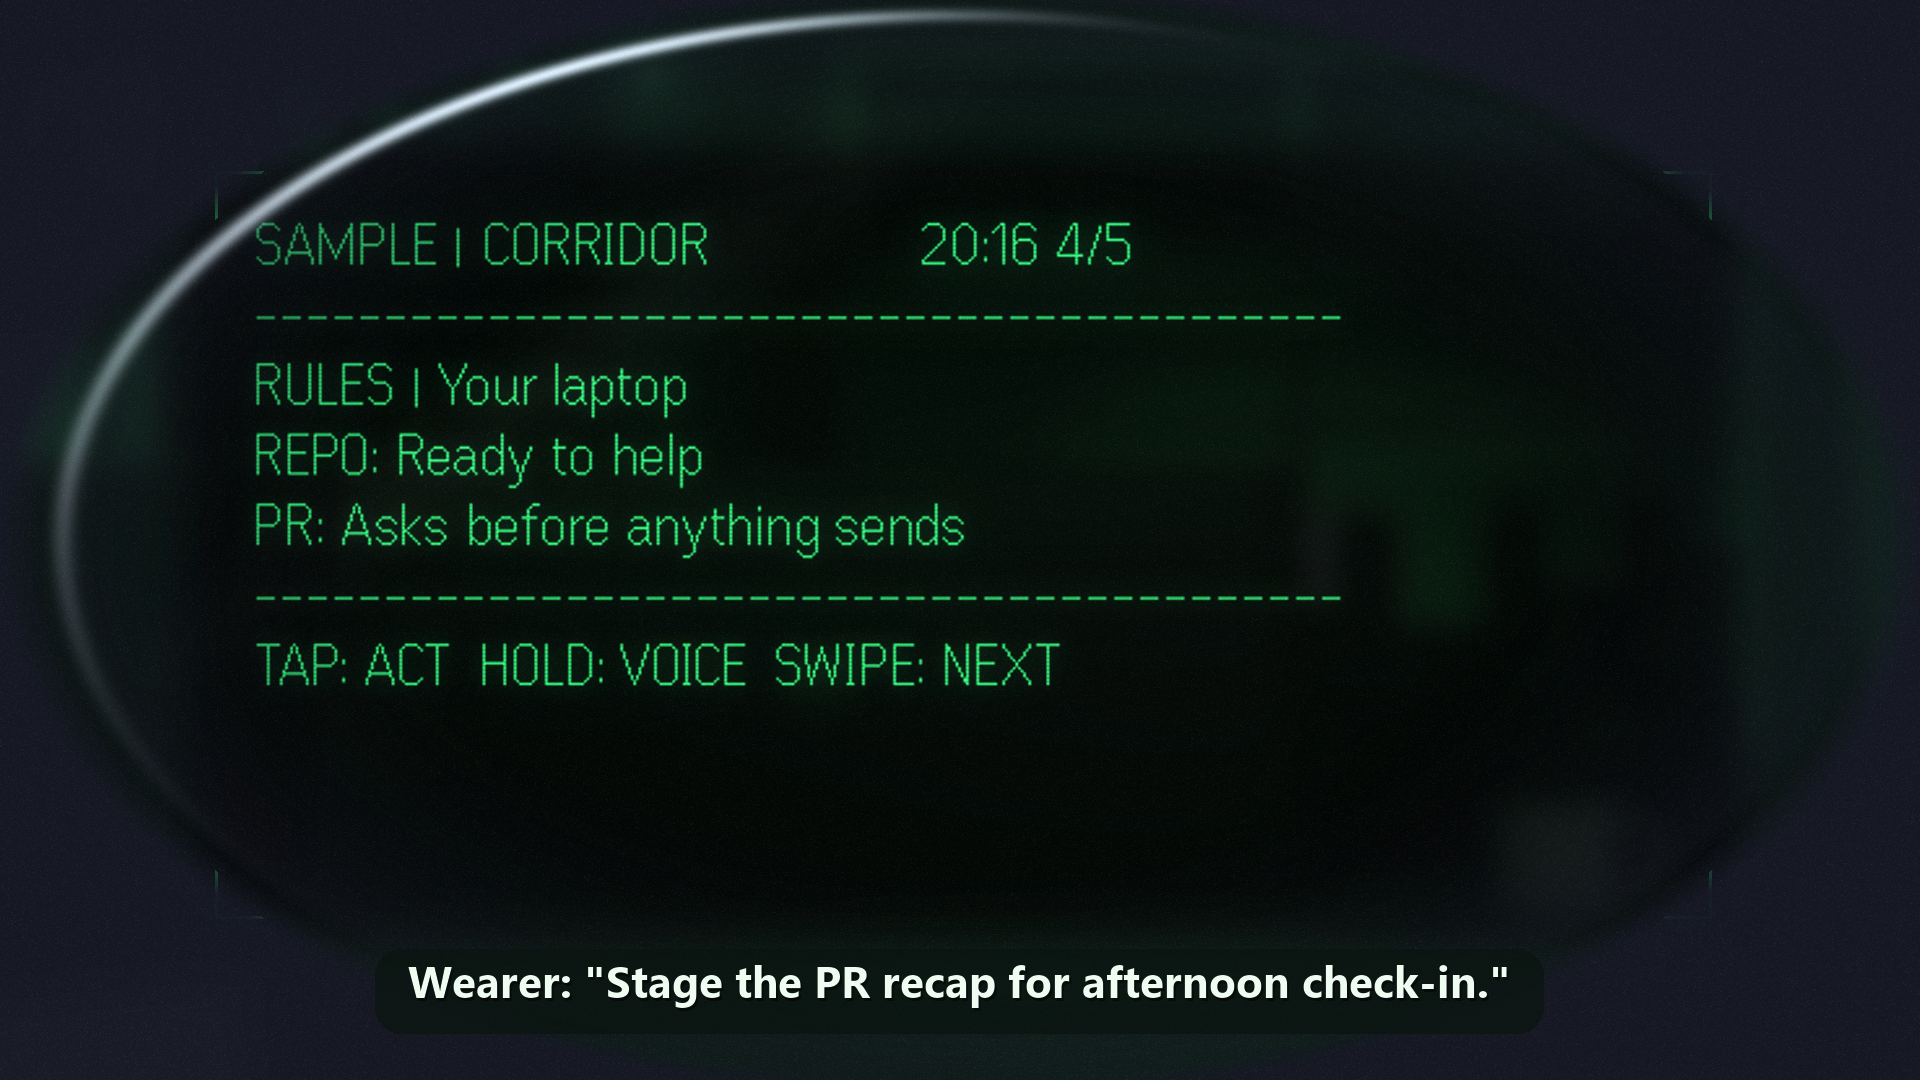 SAMPLE | CORRIDOR 20:16 4/5
------------------------------------------
RULES | Your laptop
REPO: Ready to help
PR: Asks before anything sends
------------------------------------------
TAP: ACT HOLD: VOICE SWIPE: NEXT
Wearer: "Stage the PR recap for afternoon check-in."